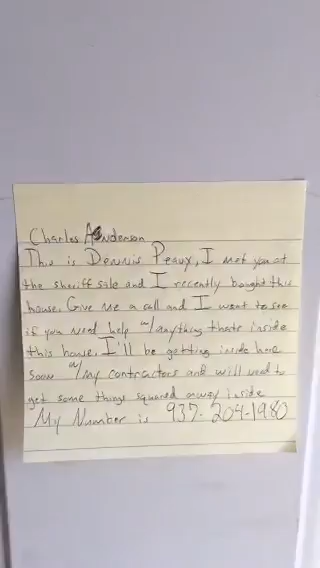 Charles Anderson
This is Dennis Peaux, I met you at
the sheriff sale and I recently bought this
house. Give me a call and I want to see
if you need help w/anything thats inside
this house. I'll be getting inside here
soon w/my contractors and will need to
get some things squared away inside
My Number is 937-204-1980